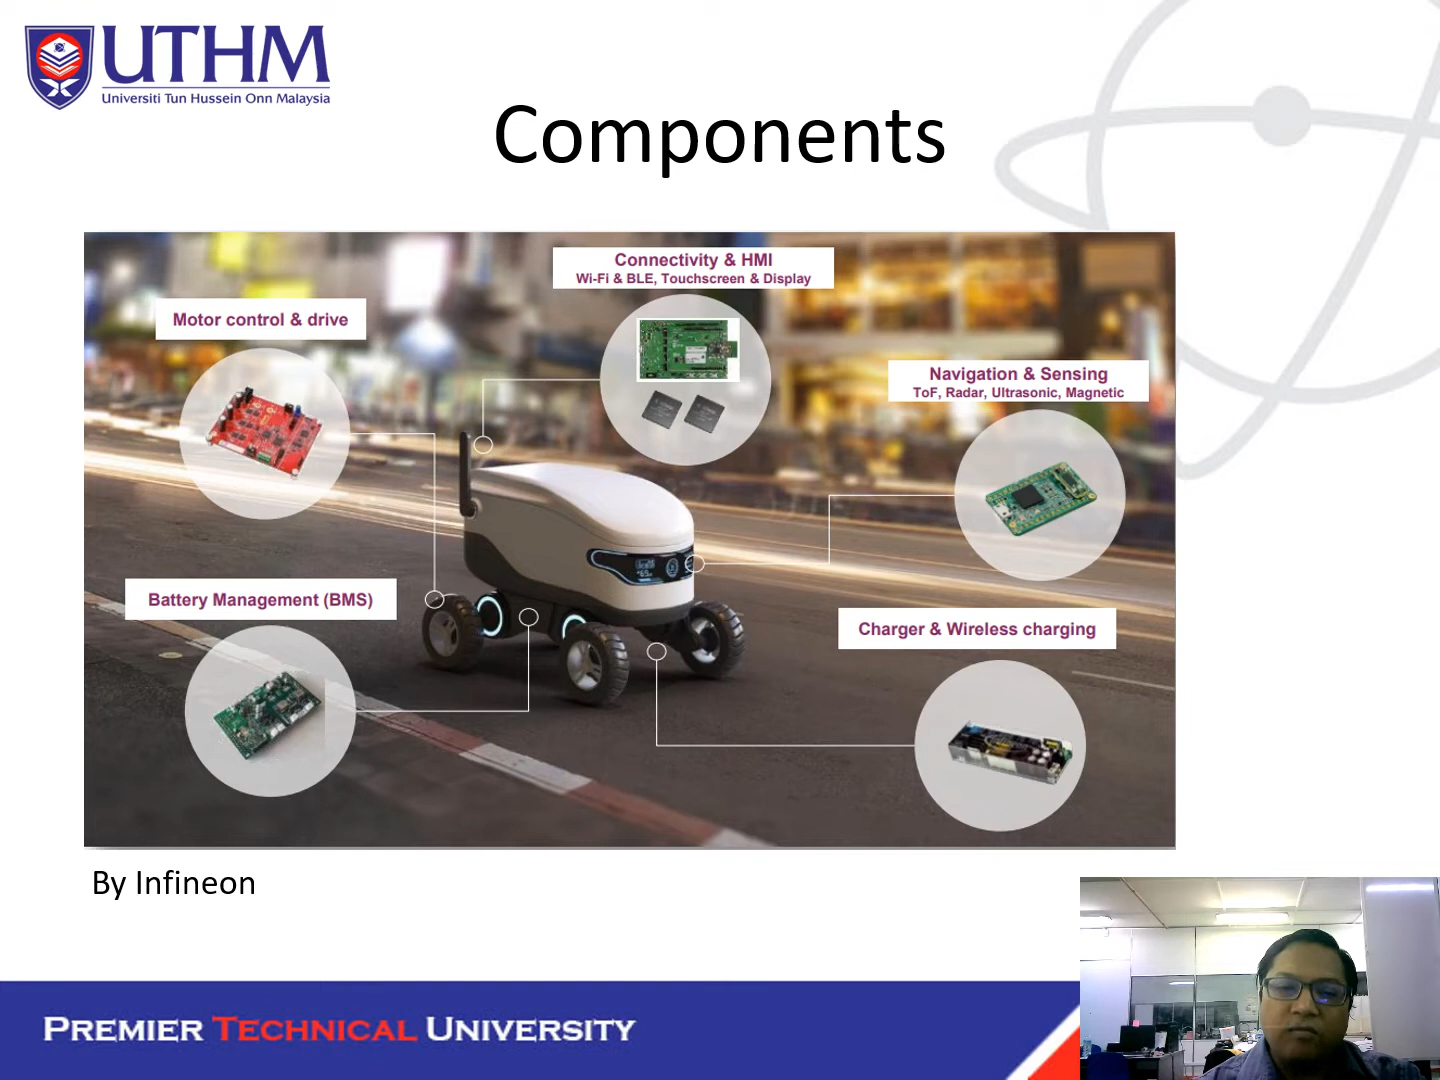 UTHM
Universiti Tun Hussein Onn Malaysia
Components
Connectivity & HMI
Wi-Fi & BLE, Touchscreen & Display
Motor control & drive
Navigation & Sensing
ToF, Radar, Ultrasonic, Magnetic
Battery Management (BMS)
Charger & Wireless charging
By Infineon
PREMIER TECHNICAL UNIVERSITY